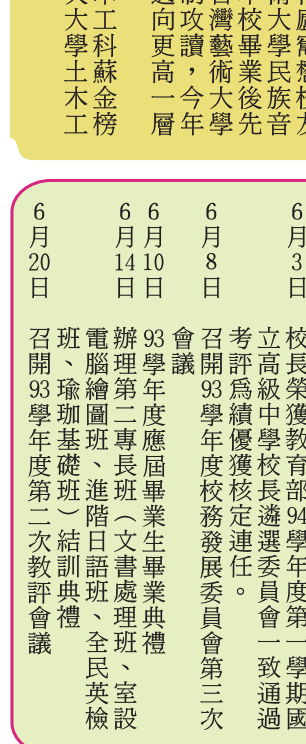 校友
術大學民族音
年校畢業後先
台灣藝術大學
制攻讀，今年
向更高一層
工科蘇金榜
大學土木工
6月3日
校長榮獲教育部94學年度第一學期國
立高級中學校長遴選委員會一致通過
考評為績優獲核定連任。
6月8日
召開93學年度校務發展委員會第三次
會議
6月10日
93學年度應屆畢業生畢業典禮
6月14日
辦理第二專長班（文書處理班、室設
電腦繪圖班、進階日語班、全民英檢
班、瑜珈基礎班）結訓典禮
6月20日
召開93學年度第二次教評會議